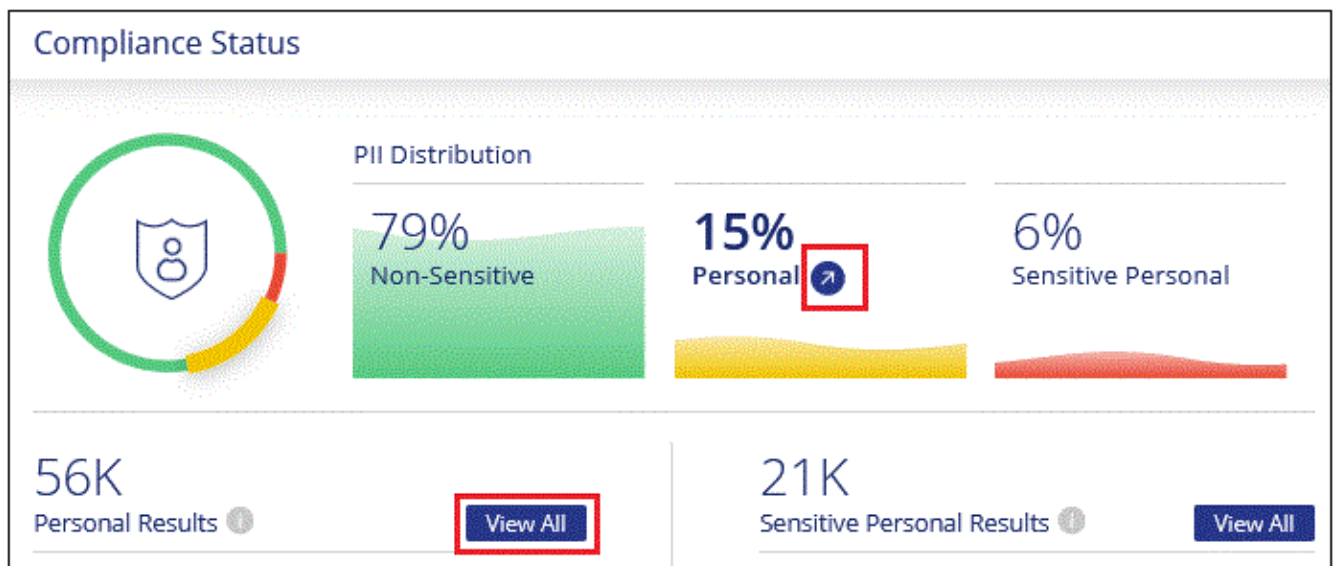 Compliance Status
PII Distribution
79%
Non-Sensitive
15%
Personal
6%
Sensitive Personal
56K
Personal Results
View All
21K
Sensitive Personal Results
View All